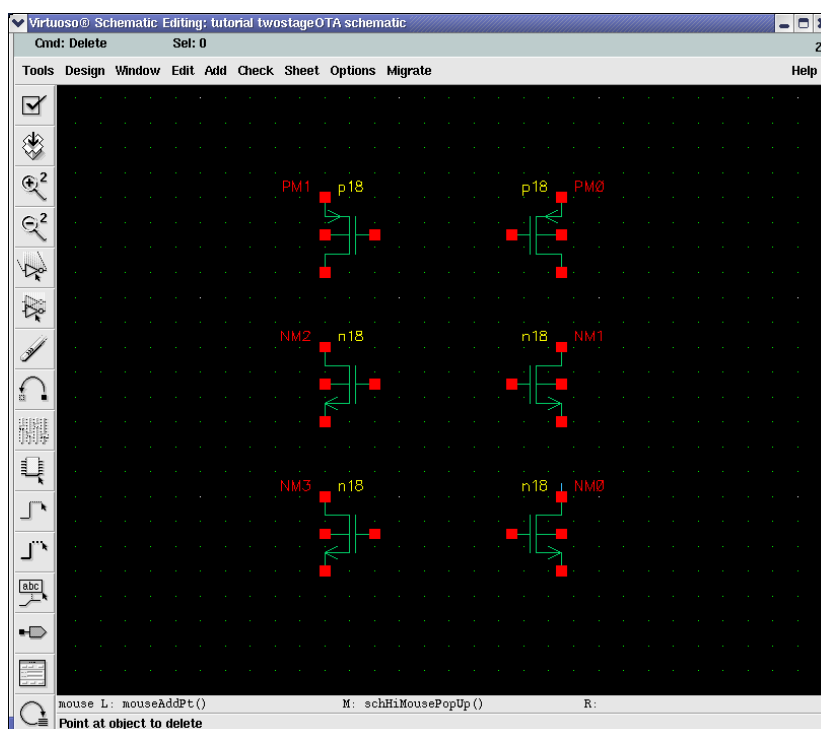 Virtuoso® Schematic Editing: tutorial twostageOTA schematic
Cmd: Delete Sel: 0 2
Tools Design Window Edit Add Check Sheet Options Migrate Help
2
2
abc
PM1 p18 p18 PM0
NM2 n18 n18 NM1
NM3 n18 n18 NM0
mouse L: mouseAddPt() M: schHiMousePopUp() R:
Point at object to delete